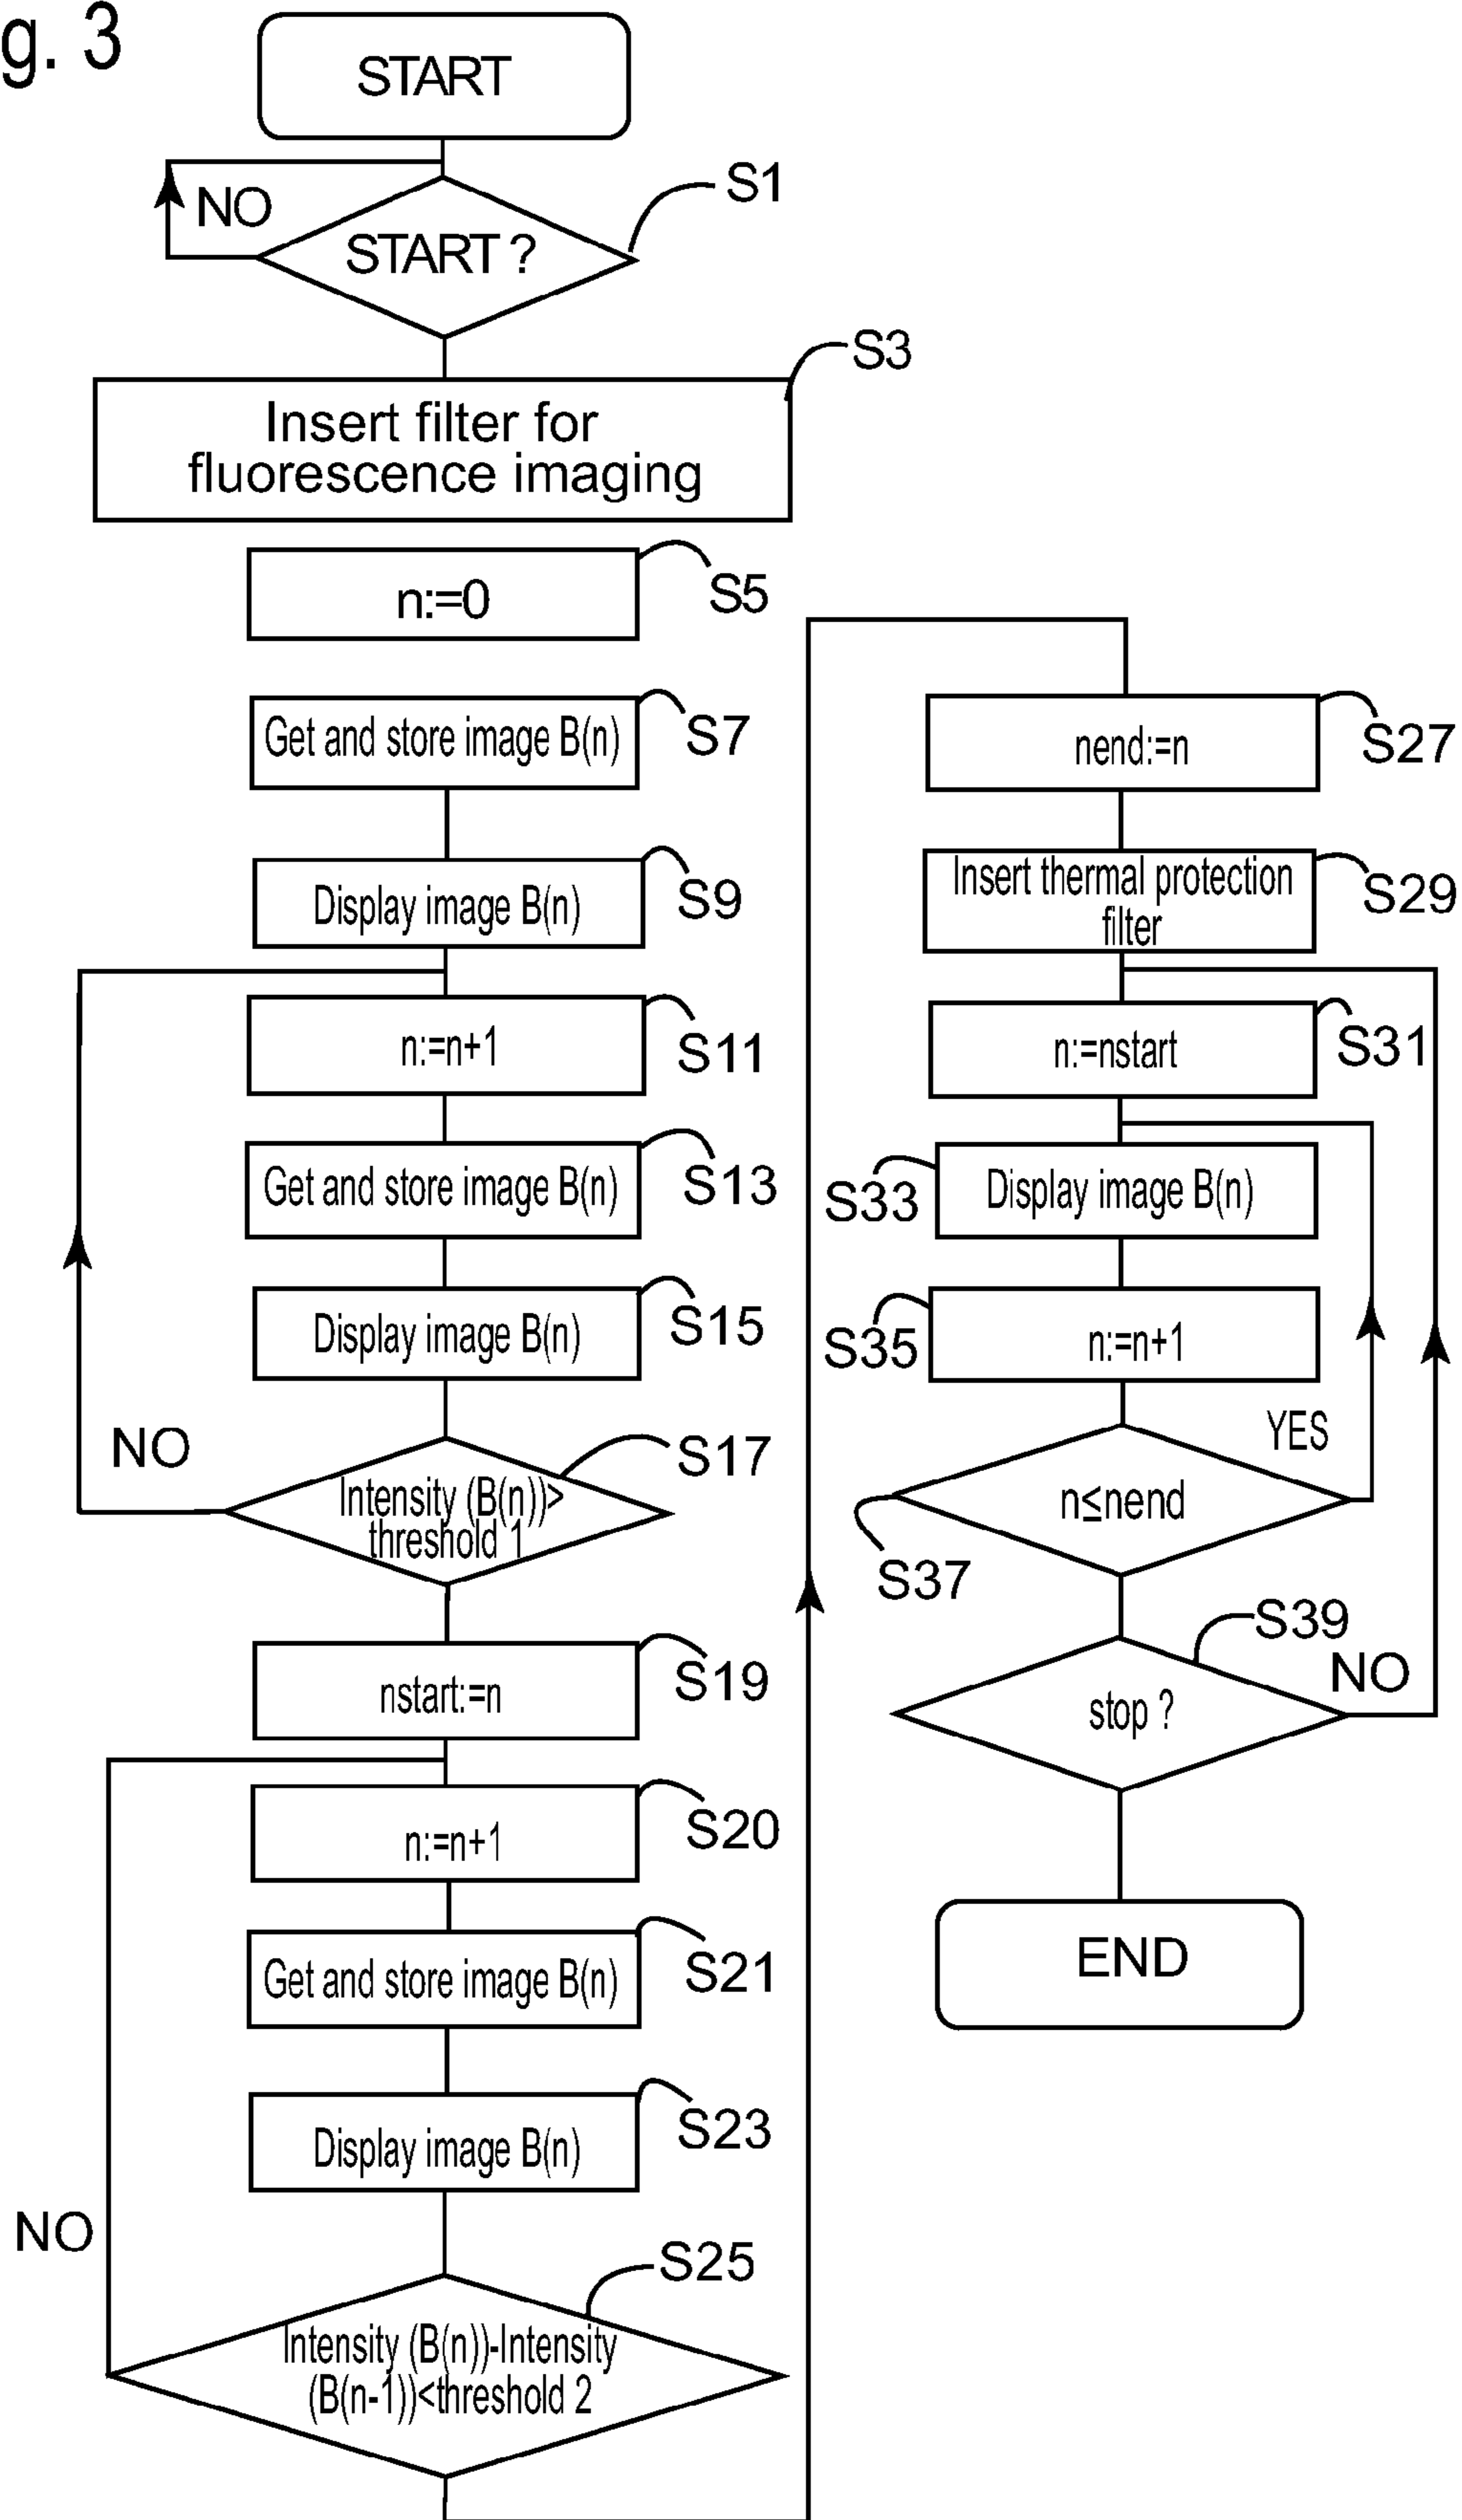 g. 3
START
NO
START ?
S1
S3
Insert filter for
fluorescence imaging
S5
n:=0
S7
Get and store image B(n)
S9
Display image B(n)
S11
n:=n+1
S13
Get and store image B(n)
S15
Display image B(n)
NO
S17
Intensity (B(n))>
threshold 1
S19
nstart:=n
S20
n:=n+1
S21
Get and store image B(n)
S23
Display image B(n)
NO
S25
Intensity (B(n))-Intensity
(B(n-1))<threshold 2
S27
nend:=n
S29
Insert thermal protection
filter
S31
n:=nstart
S33
Display image B(n)
S35
n:=n+1
YES
n≤nend
S37
S39
NO
stop ?
END